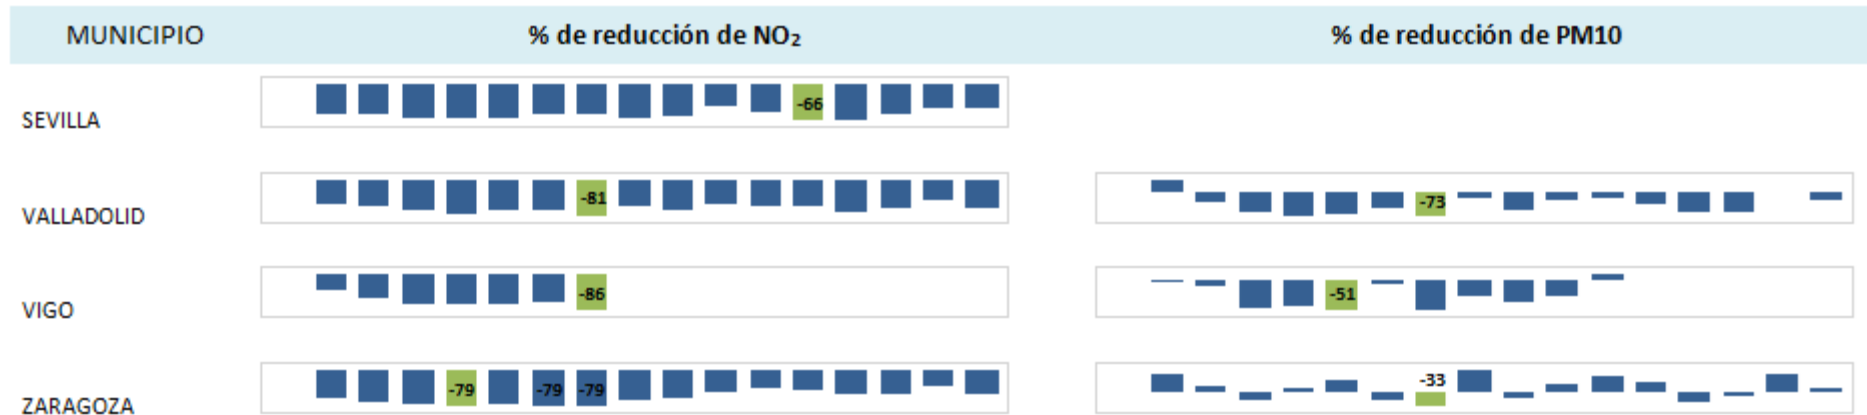 MUNICIPIO % de reducción de NO₂ % de reducción de PM10
SEVILLA -66
VALLADOLID -81 -73
VIGO -86 -51
ZARAGOZA -79 -79 -79 -33